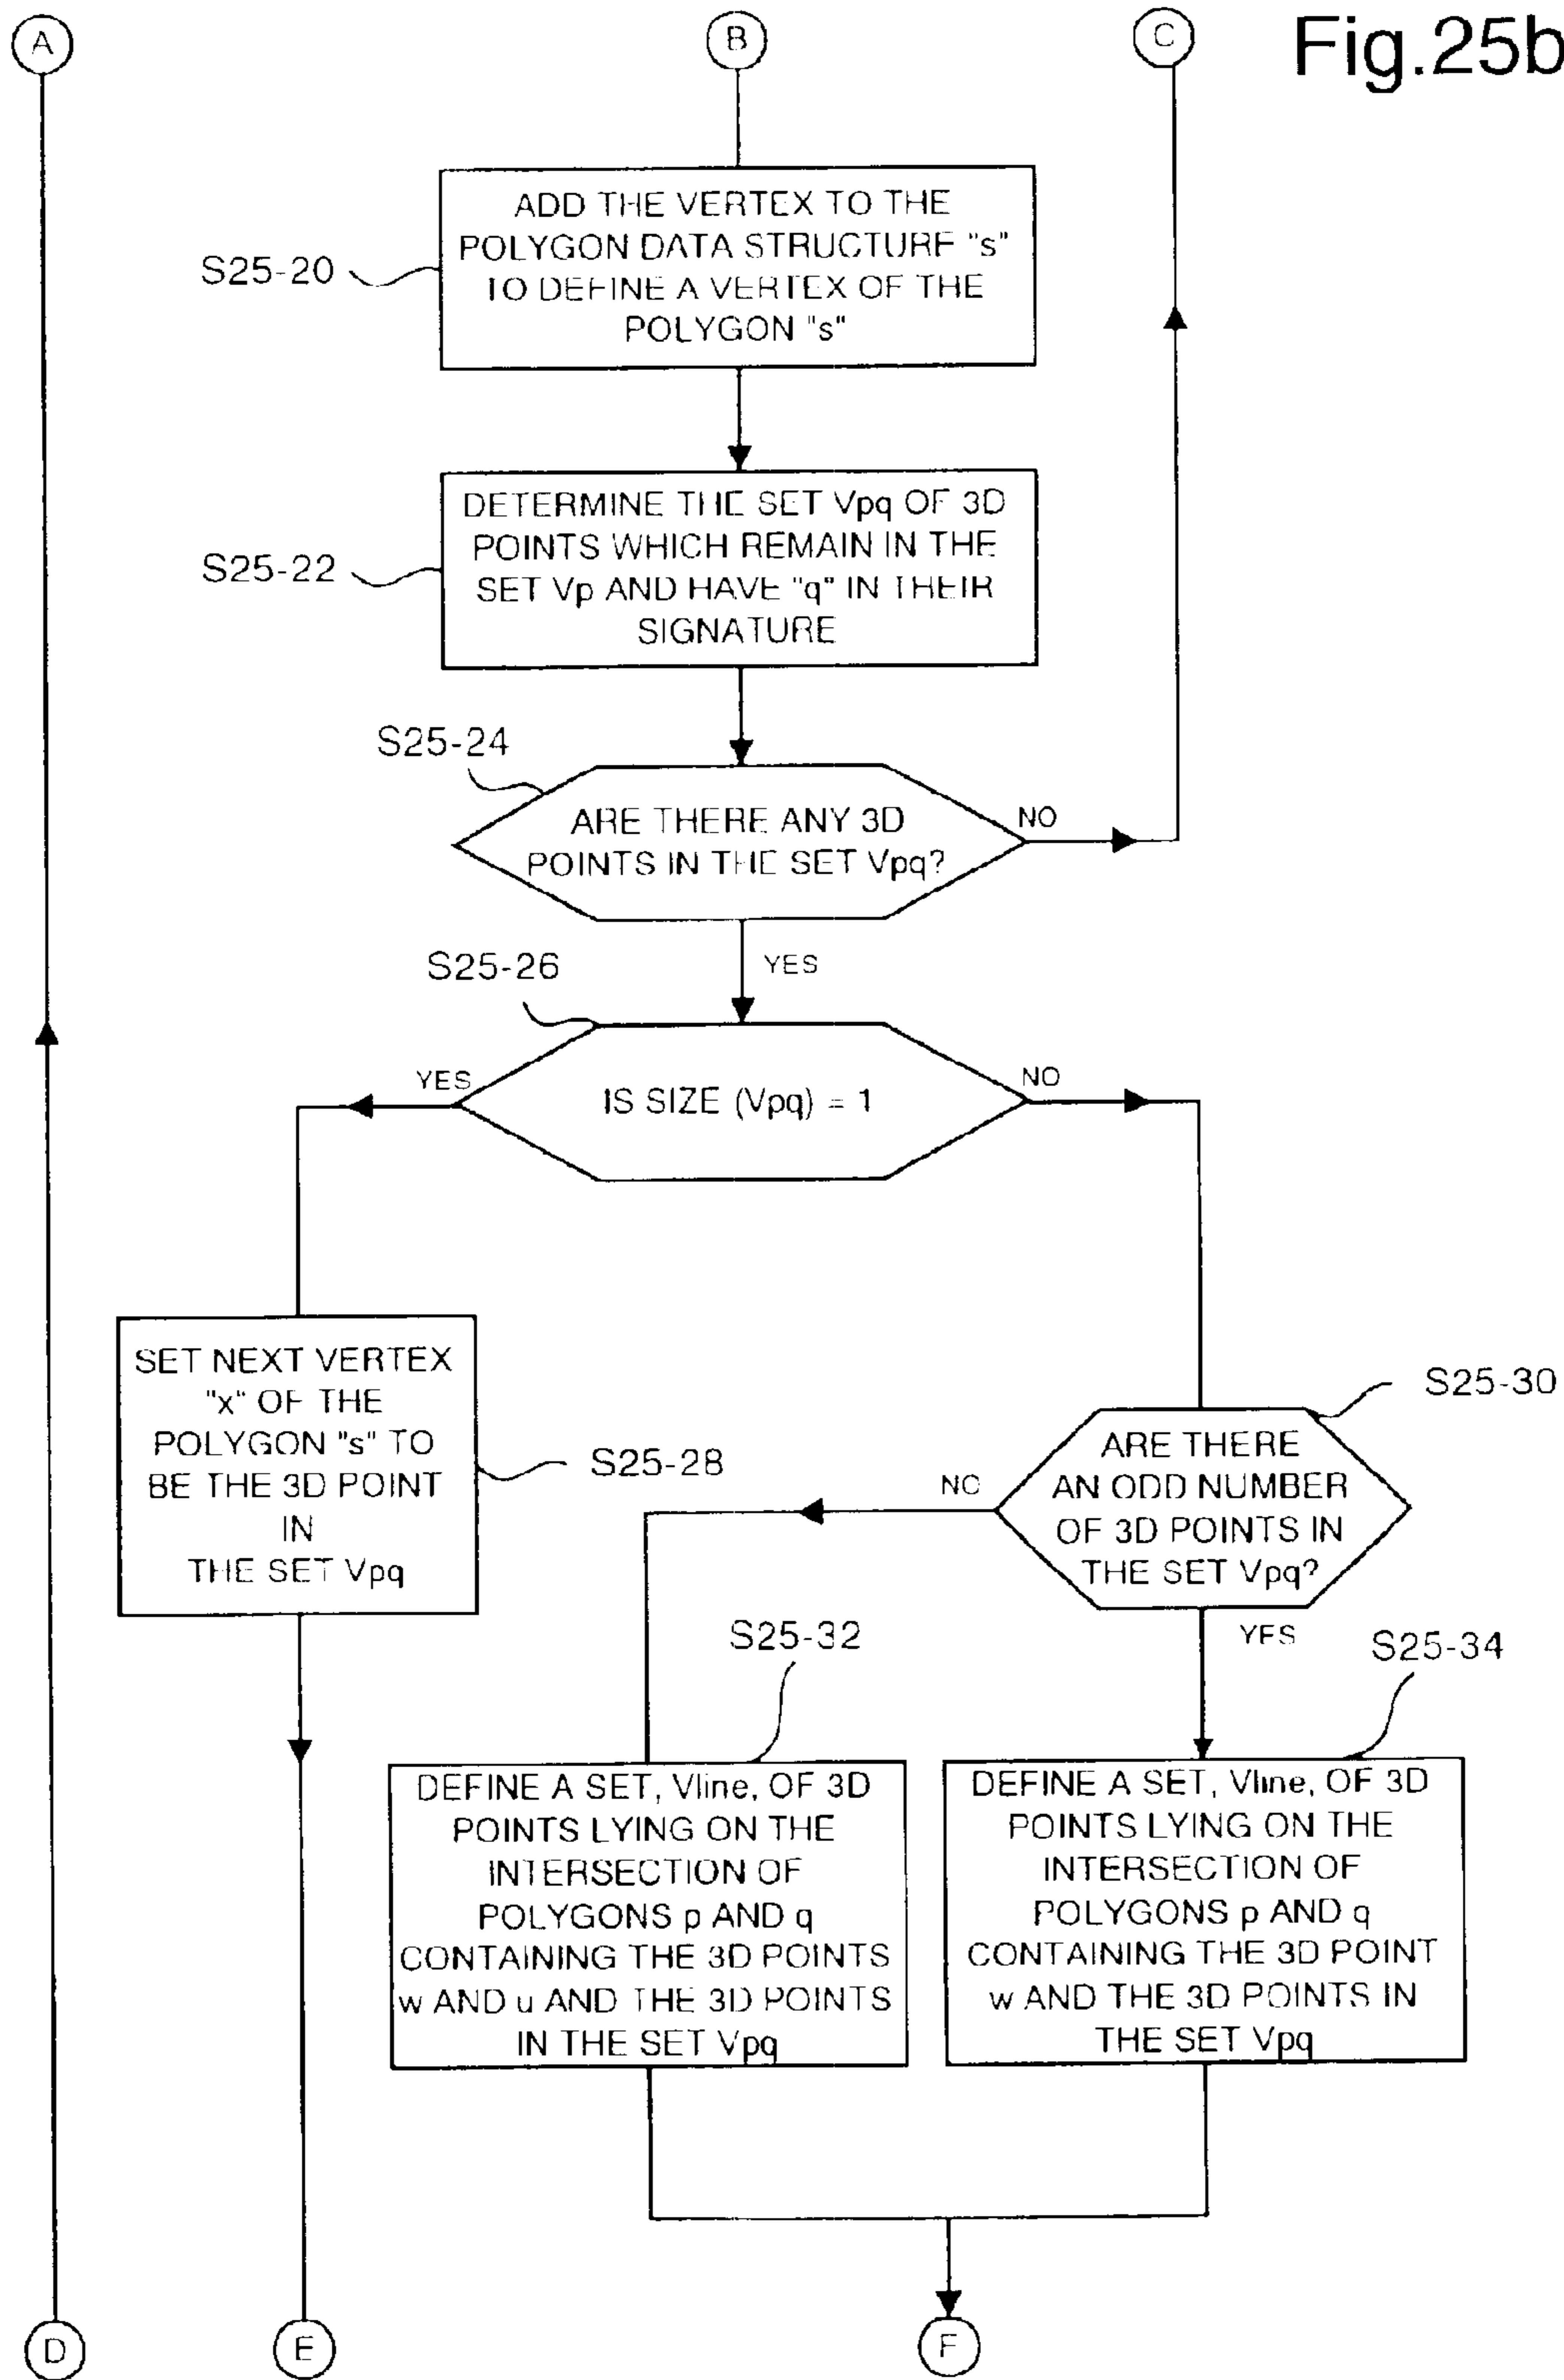 A
B
C
Fig.25b
S25-20
ADD THE VERTEX TO THE
POLYGON DATA STRUCTURE "s"
TO DEFINE A VERTEX OF THE
POLYGON "s"
S25-22
DETERMINE THE SET Vpq OF 3D
POINTS WHICH REMAIN IN THE
SET Vp AND HAVE "q" IN THEIR
SIGNATURE
S25-24
ARE THERE ANY 3D
POINTS IN THE SET Vpq?
NO
YES
S25-26
IS SIZE (Vpq) = 1
YES
NO
SET NEXT VERTEX
"x" OF THE
POLYGON "s" TO
BE THE 3D POINT
IN
THE SET Vpq
S25-28
S25-30
ARE THERE
AN ODD NUMBER
OF 3D POINTS IN
THE SET Vpq?
NO
YES
S25-32
DEFINE A SET, Vline, OF 3D
POINTS LYING ON THE
INTERSECTION OF
POLYGONS p AND q
CONTAINING THE 3D POINTS
w AND u AND THE 3D POINTS
IN THE SET Vpq
S25-34
DEFINE A SET, Vline, OF 3D
POINTS LYING ON THE
INTERSECTION OF
POLYGONS p AND q
CONTAINING THE 3D POINT
w AND THE 3D POINTS IN
THE SET Vpq
D
E
F